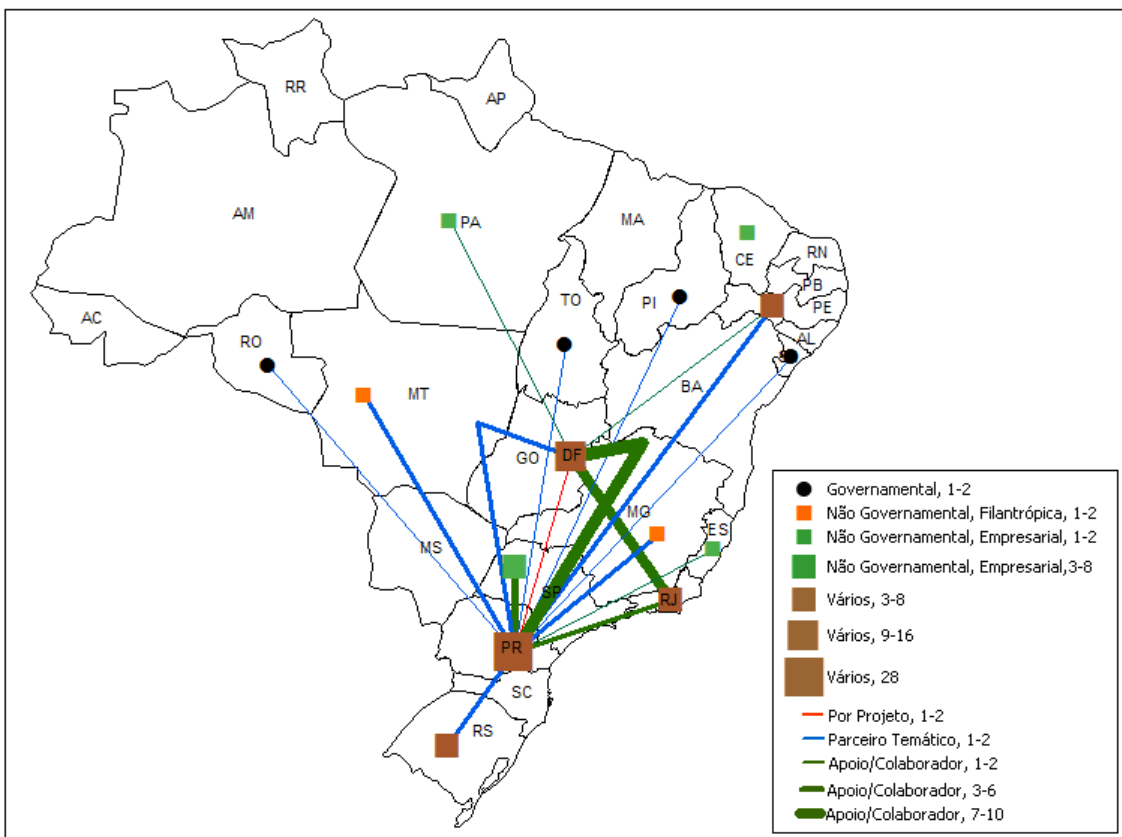 RR
AP
AM
PA
MA
CE
RN
PB
PE
PI
TO
AC
RO
AL
MT
BA
GO
DF
MG
ES
MS
SP
RJ
PR
SC
RS
Governamental, 1-2
Não Governamental, Filantrópica, 1-2
Não Governamental, Empresarial, 1-2
Não Governamental, Empresarial,3-8
Vários, 3-8
Vários, 9-16
Vários, 28
Por Projeto, 1-2
Parceiro Temático, 1-2
Apoio/Colaborador, 1-2
Apoio/Colaborador, 3-6
Apoio/Colaborador, 7-10